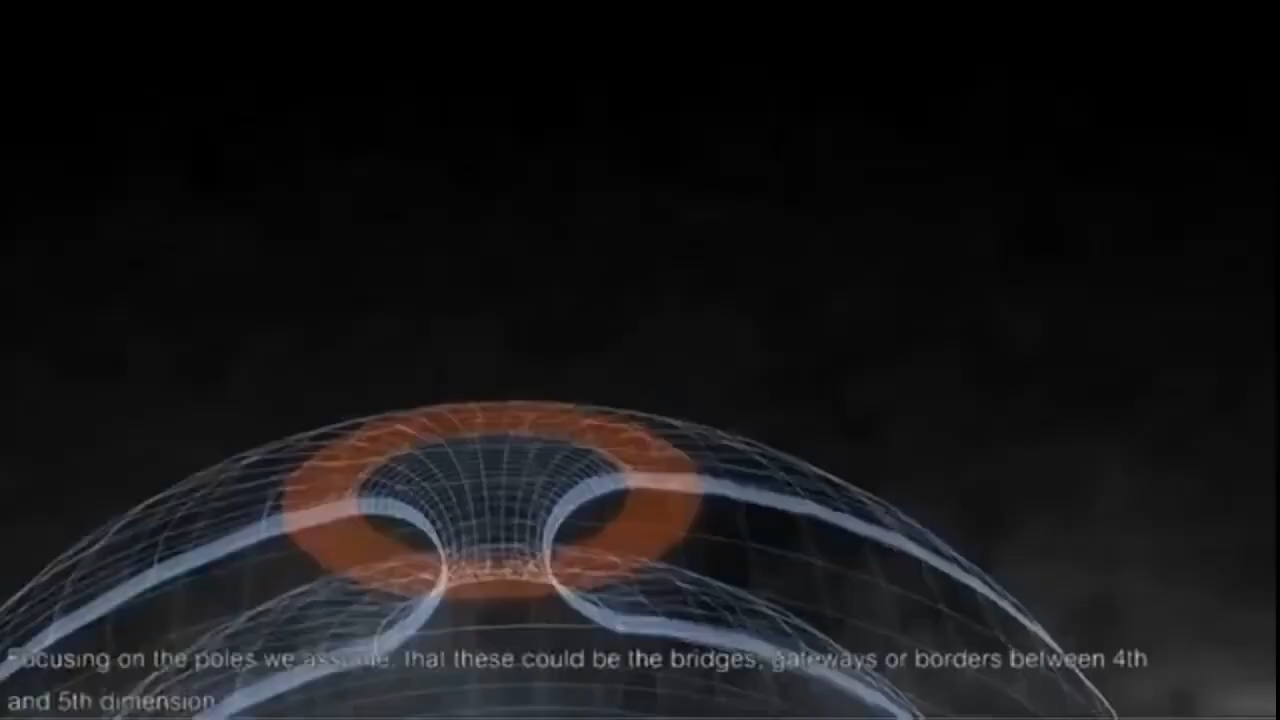 Focusing on the poles we assume, that these could be the bridges, gateways or borders between 4th
and 5th dimension